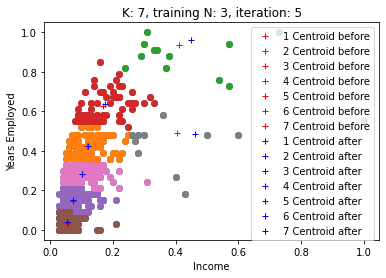 K: 7, training N: 3, iteration: 5
1.0
0.8
0.6
0.4
0.2
0.0
Years Employed
1 Centroid before
2 Centroid before
3 Centroid before
4 Centroid before
5 Centroid before
6 Centroid before
7 Centroid before
1 Centroid after
2 Centroid after
3 Centroid after
4 Centroid after
5 Centroid after
6 Centroid after
7 Centroid after
0.0 0.2 0.4 0.6 0.8 1.0
Income